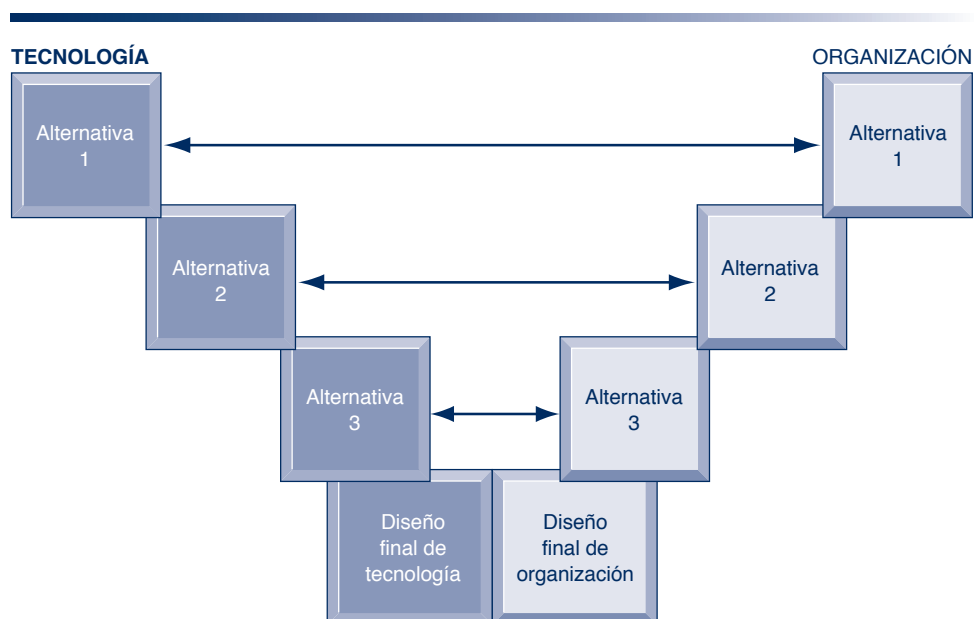 TECNOLOGÍA
ORGANIZACIÓN
Alternativa
1
Alternativa
1
Alternativa
2
Alternativa
2
Alternativa
3
Alternativa
3
Diseño
final de
tecnología
Diseño
final de
organización